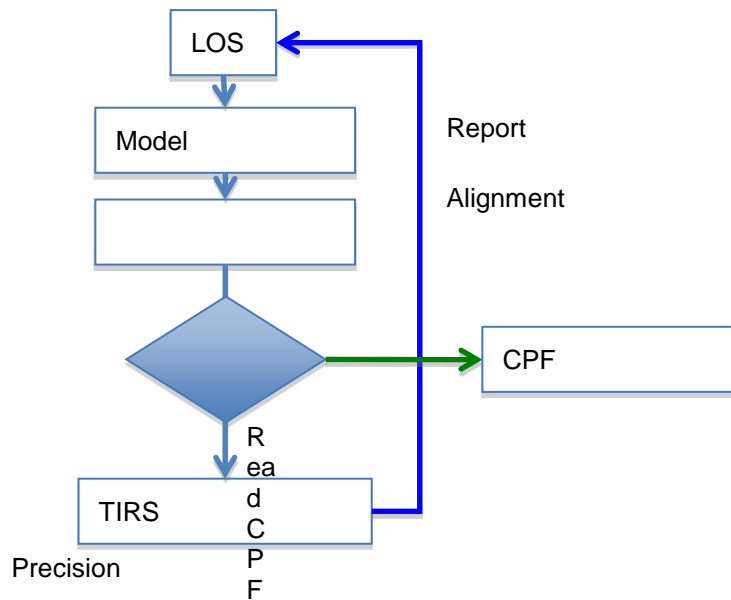 LOS
Report
Model
Alignment
CPF
R
ea
d
C
P
F
TIRS
Precision